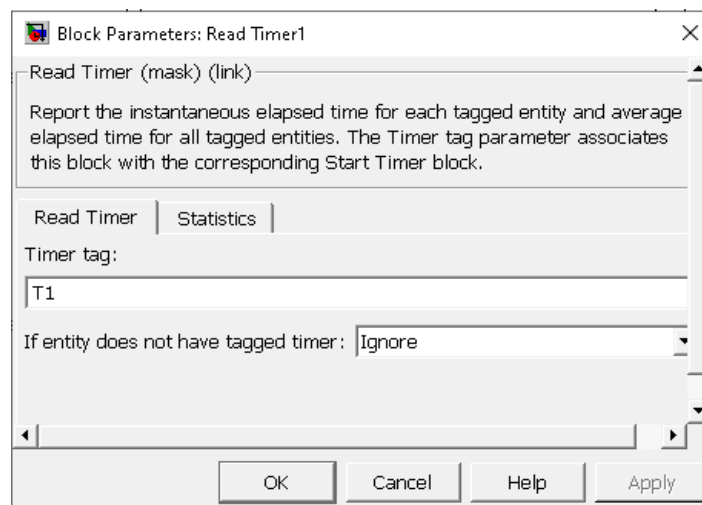 Block Parameters: Read Timer1
Read Timer (mask) (link)
Report the instantaneous elapsed time for each tagged entity and average
elapsed time for all tagged entities. The Timer tag parameter associates
this block with the corresponding Start Timer block.
Read Timer Statistics
Timer tag:
T1
If entity does not have tagged timer: Ignore
OK Cancel Help Apply